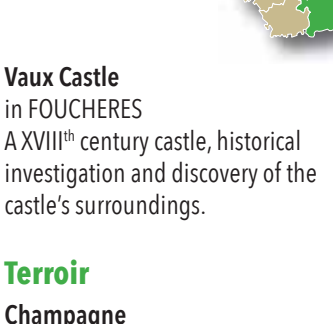 Vaux Castle
in FOUCHERES
A XVIIIth century castle, historical
investigation and discovery of the
castle's surroundings.
Terroir
Champagne